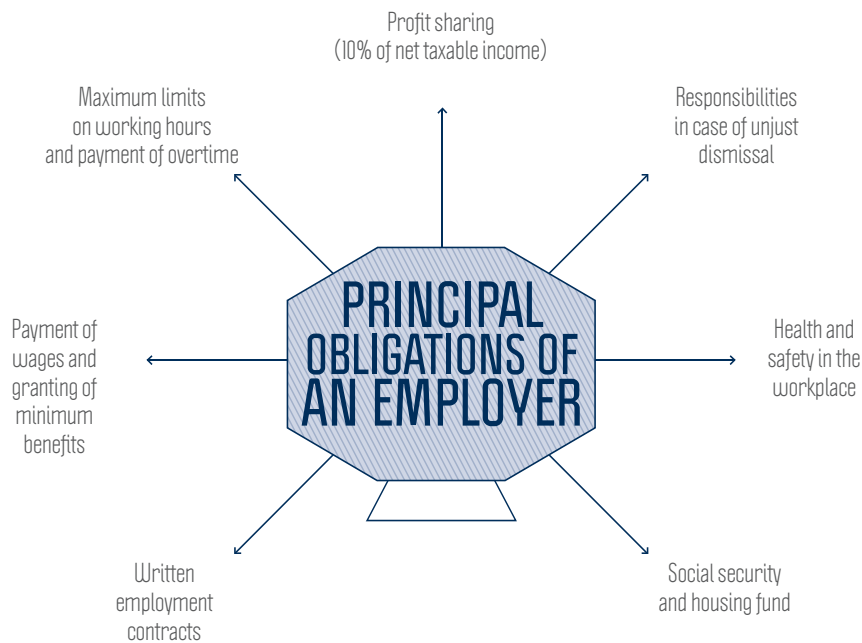 Profit sharing
(10% of net taxable income)
Maximum limits
on working hours
and payment of overtime
Responsibilities
in case of unjust
dismissal
PRINCIPAL
OBLIGATIONS OF
AN EMPLOYER
Payment of
wages and
granting of
minimum
benefits
Health and
safety in the
workplace
Written
employment
contracts
Social security
and housing fund